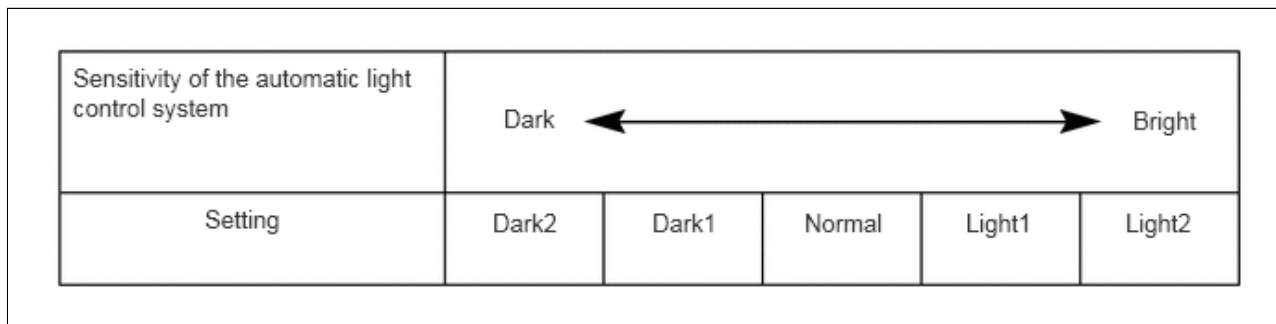 Sensitivity of the automatic light
control system
Dark
Bright
Setting
Dark2
Dark1
Normal
Light1
Light2